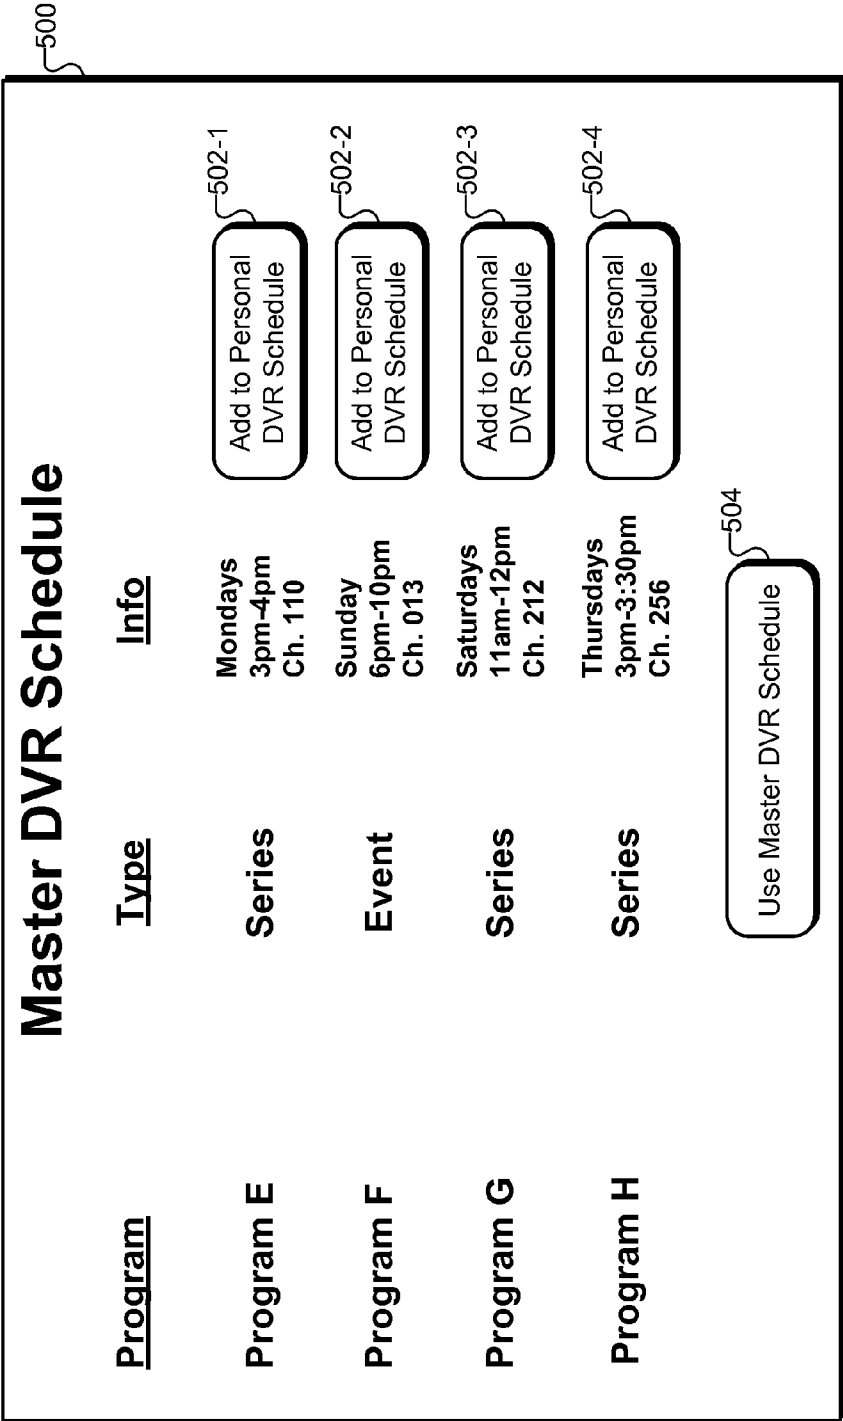 500
Master DVR Schedule
Program Type Info
Program E Series Mondays
3pm-4pm
Ch. 110
Add to Personal
DVR Schedule
502-1
Program F Event Sunday
6pm-10pm
Ch. 013
Add to Personal
DVR Schedule
502-2
Program G Series Saturdays
11am-12pm
Ch. 212
Add to Personal
DVR Schedule
502-3
Program H Series Thursdays
3pm-3:30pm
Ch. 256
Add to Personal
DVR Schedule
502-4
Use Master DVR Schedule
504